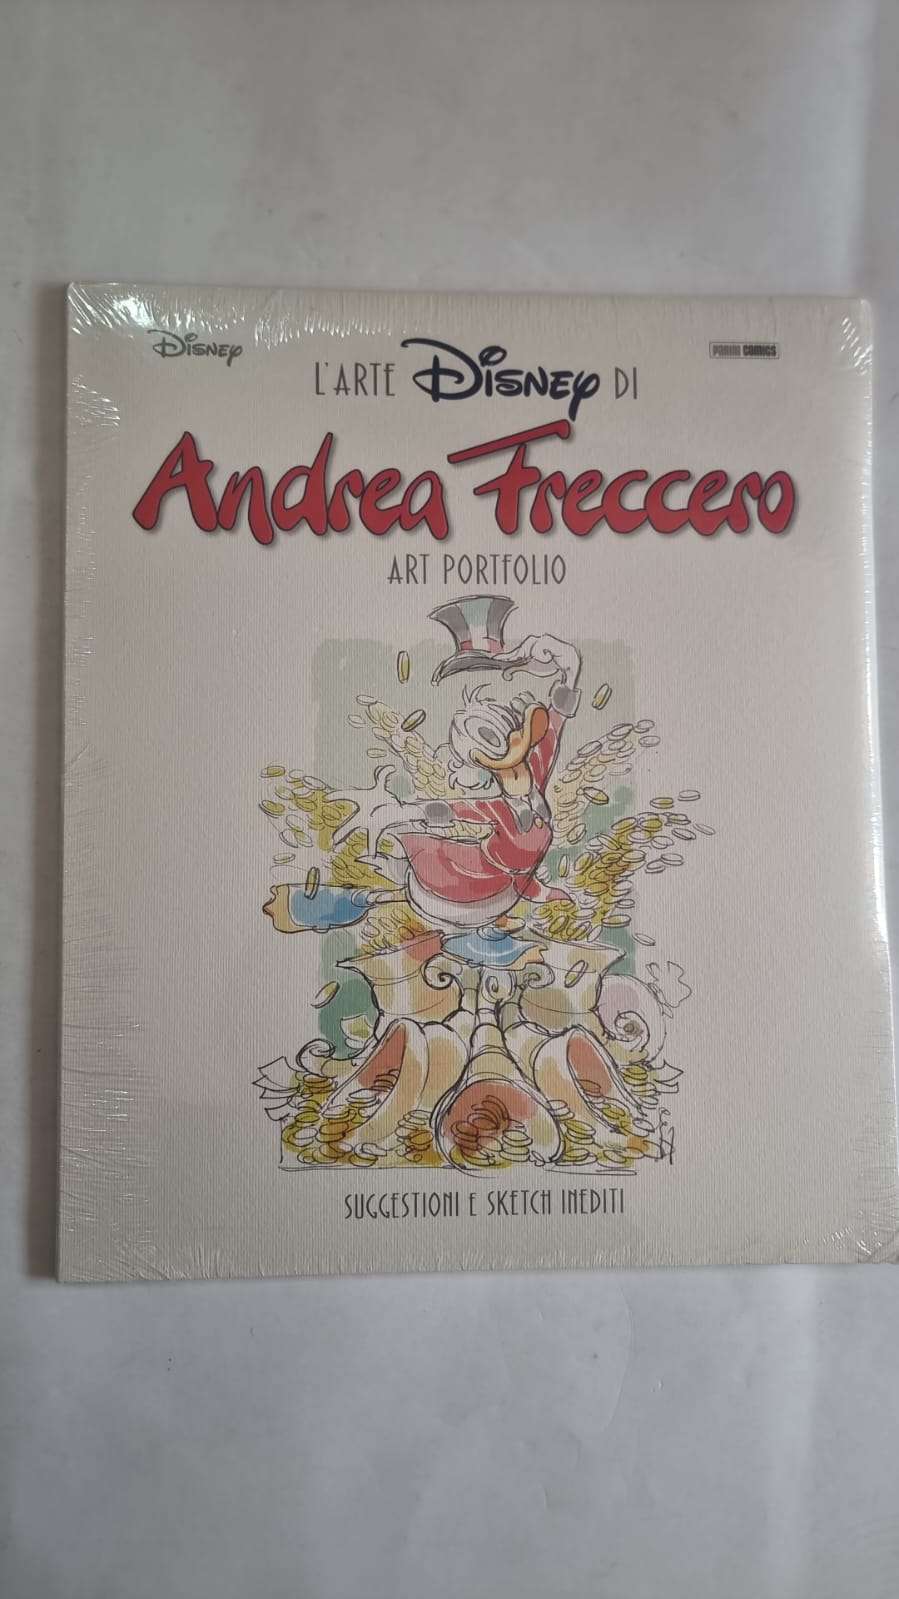 Disney
PANINI COMICS
L'ARTE Disney DI
Andrea Freccero
ART PORTFOLIO
SUGGESTIONI E SKETCH INEDITI